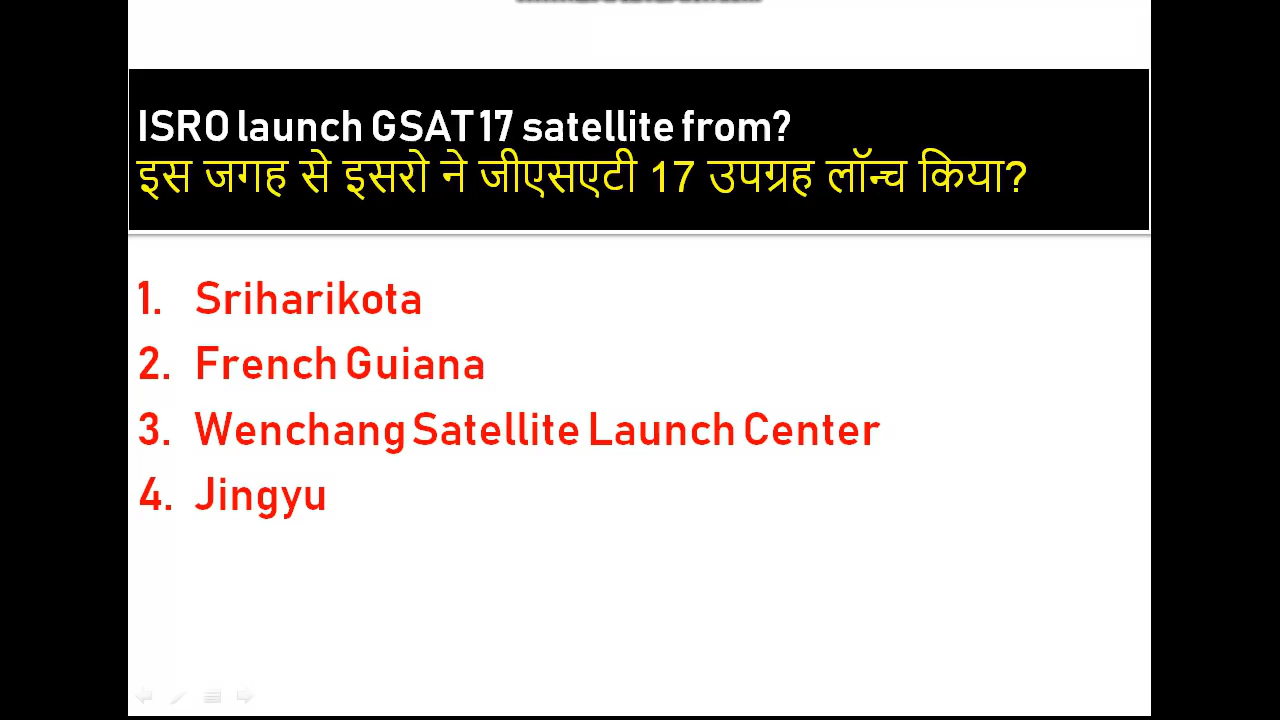 ISRO launch GSAT 17 satellite from?
इस जगह से इसरो ने जीएसएटी 17 उपग्रह लॉन्च किया?
1. Sriharikota
2. French Guiana
3. Wenchang Satellite Launch Center
4. Jingyu